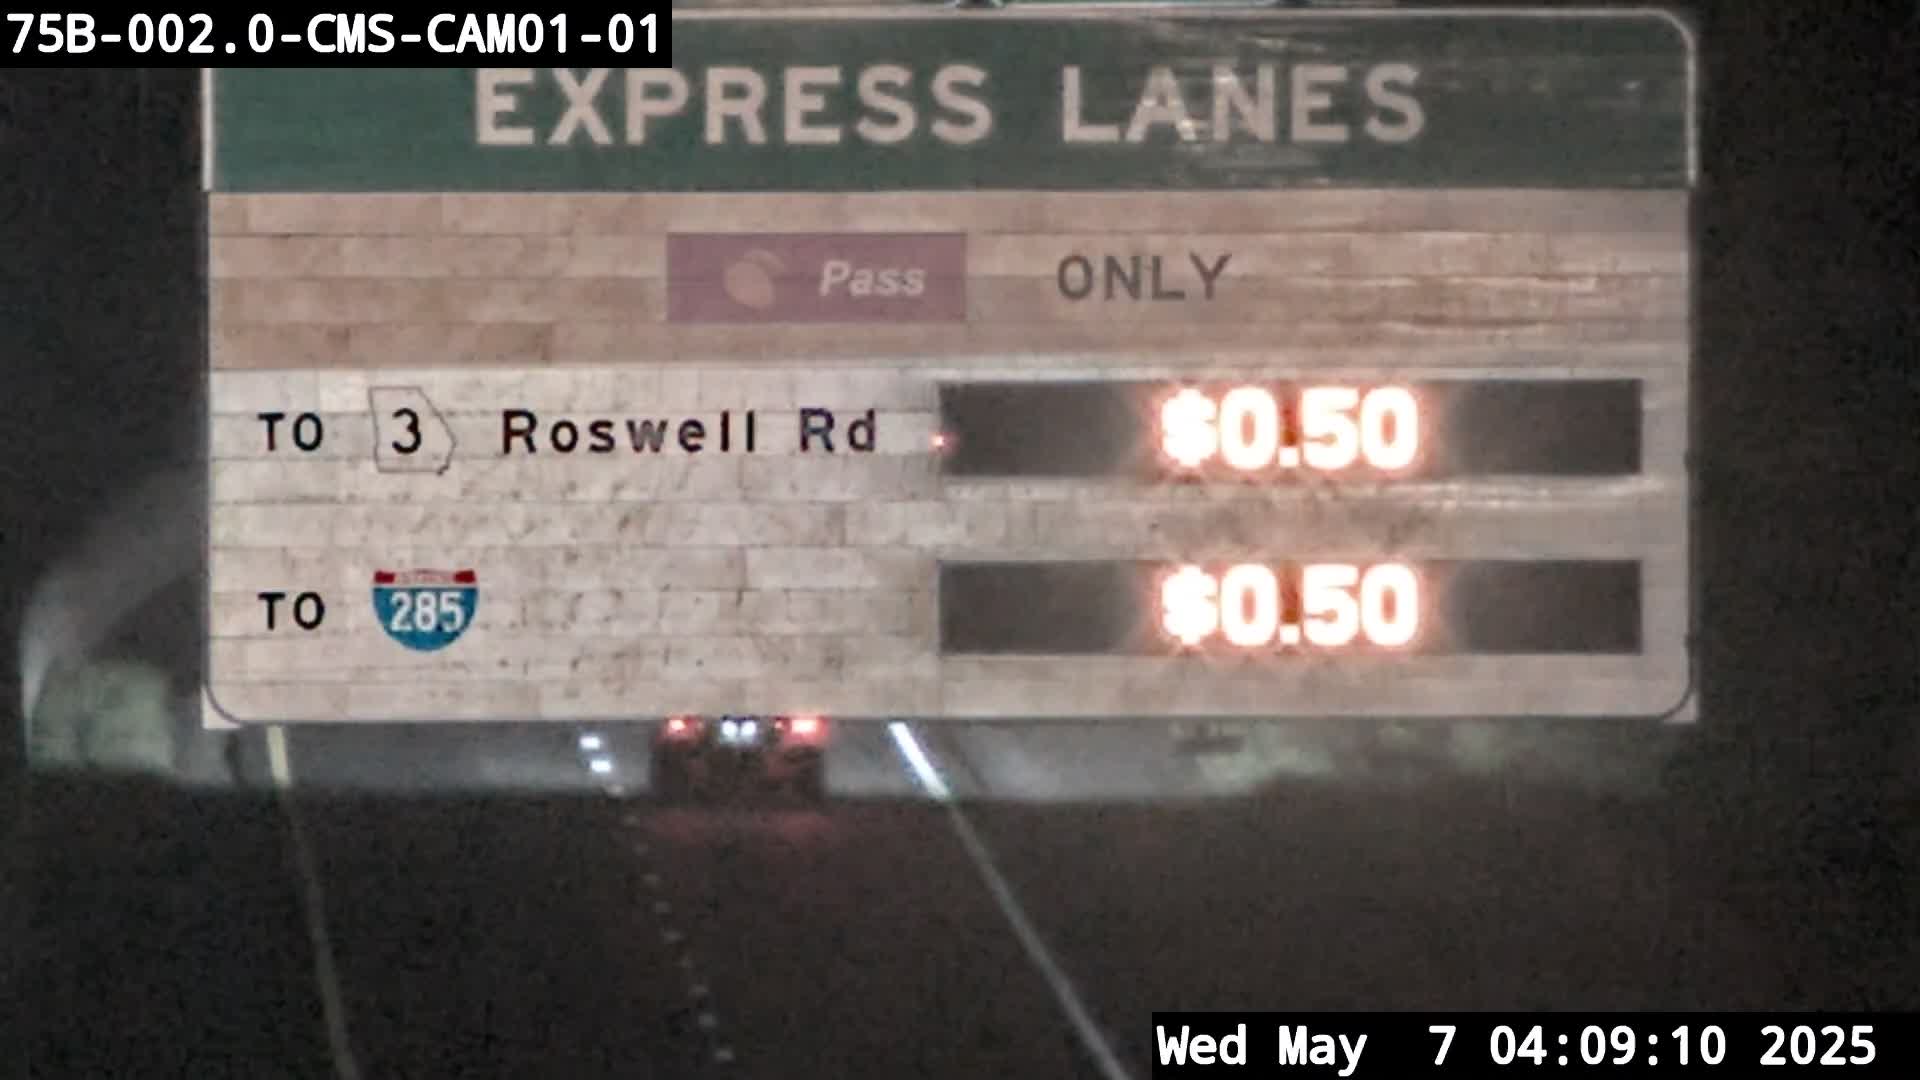 75B-002.0-CMS-CAM01-01
EXPRESS LANES
Pass ONLY
TO 3 Roswell Rd $0.50
TO 285 $0.50
Wed May 7 04:09:10 2025